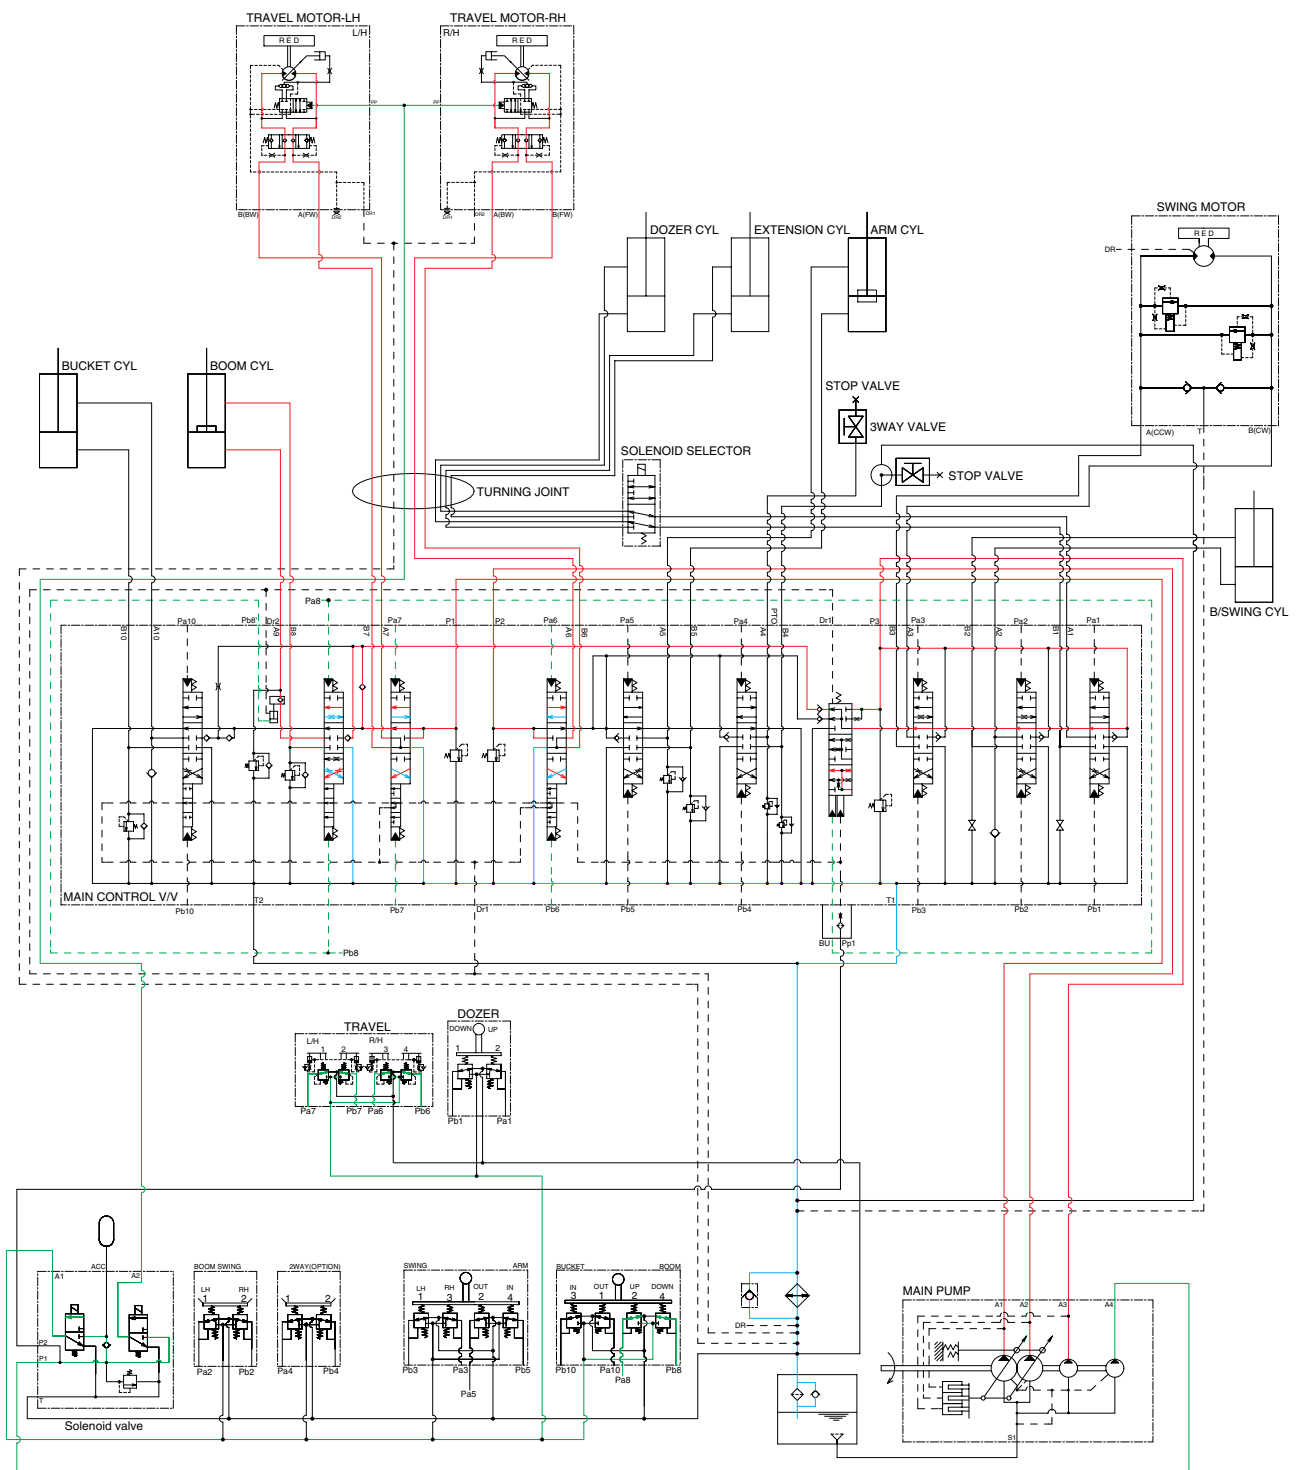 TRAVEL MOTOR-LH
TRAVEL MOTOR-RH
L/H
R/H
RED
RED
PP
PP
B(BW)
A(FW)
DR2
DR1
DR1
DR2
A(BW)
B(FW)
SWING MOTOR
RED
DR
A(CCW)
T
B(CW)
DOZER CYL
EXTENSION CYL
ARM CYL
BUCKET CYL
BOOM CYL
STOP VALVE
3WAY VALVE
SOLENOID SELECTOR
STOP VALVE
TURNING JOINT
B/SWING CYL
Pa8
B10
A10
Pa10
Pb8
Dr2
A9
B8
B7
A7
Pa7
P1
P2
Pa6
A6
B6
Pa5
A5
B5
Pa4
A4
PTO
B4
Dr1
P3
B3
A3
Pa3
B2
A2
Pa2
B1
A1
Pa1
MAIN CONTROL V/V
Pb10
T2
Pb7
Dr1
Pb6
Pb5
Pb4
T1
Pb3
Pb2
Pb1
BU
Pp1
Pb8
TRAVEL
L/H
R/H
1
2
3
4
Pa7
Pb7
Pa6
Pb6
DOZER
DOWN
UP
1
2
Pb1
Pa1
A1
ACC
A2
P2
P1
T
Solenoid valve
BOOM SWING
LH
RH
1
2
Pa2
Pb2
2WAY(OPTION)
1
2
Pa4
Pb4
SWING
ARM
LH
RH
OUT
IN
1
3
2
4
Pb3
Pa3
Pb5
Pa5
BUCKET
BOOM
IN
OUT
UP
DOWN
3
1
2
4
Pb10
Pa10
Pb8
Pa8
DR
MAIN PUMP
A1
A2
A3
A4
S1